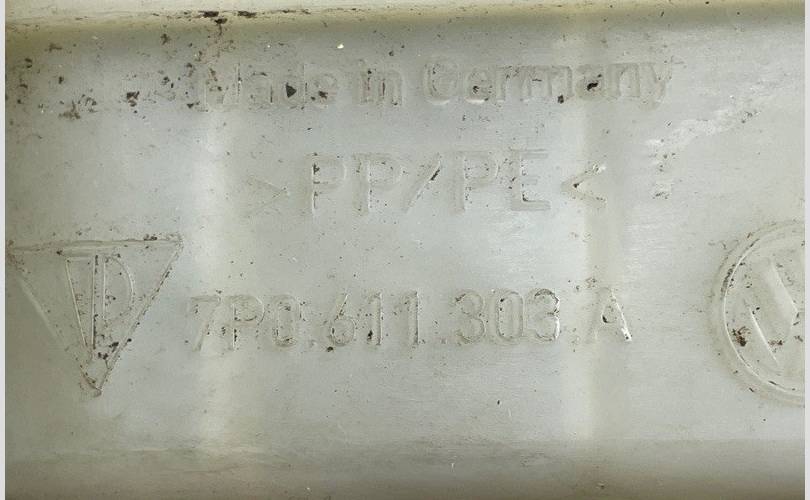 Made in Germany
>PP/PE<
7P0.611.303.A